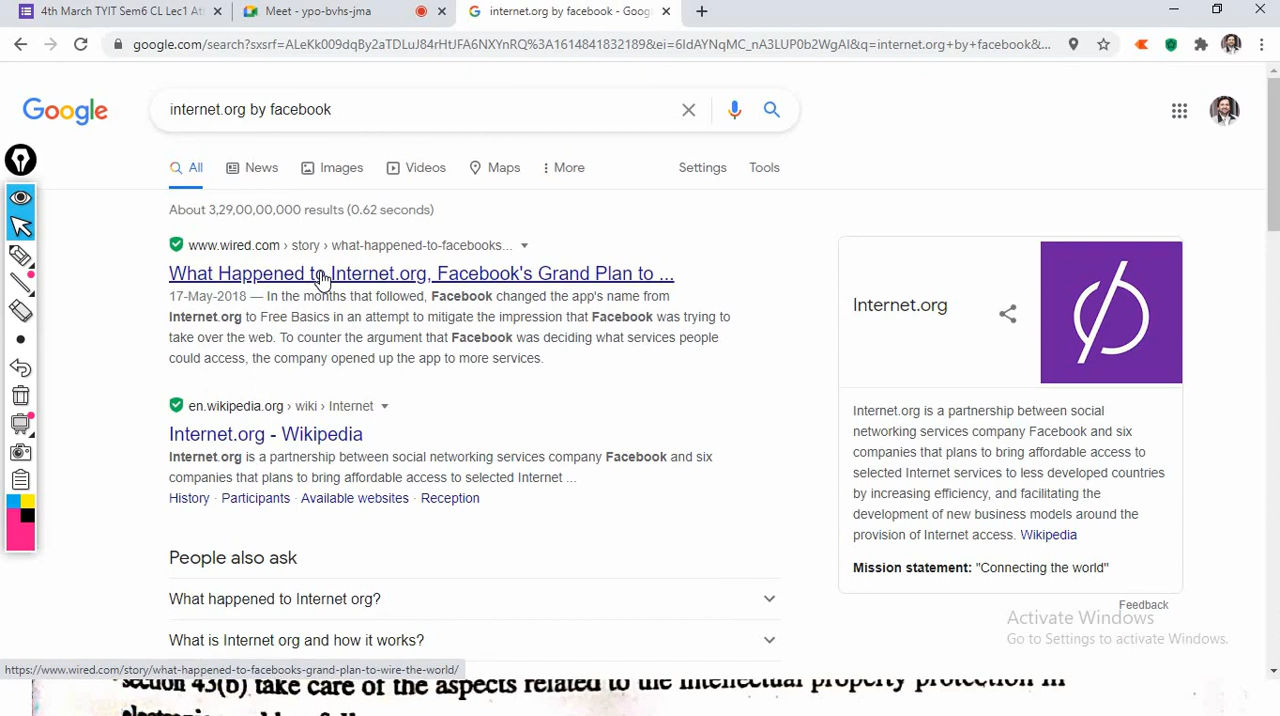 4th March TYIT Sem6 CL Lec1 Att
Meet - ypo-bvhs-jma
internet.org by facebook - Googl
google.com/search?sxsrf=ALeKk009dqBy2aTDLuJ84rHtJFA6NXYnRQ%3A1614841832189&ei=6IdAYNqMC_nA3LUP0b2WgAI&q=internet.org+by+facebook&...
Google
internet.org by facebook
All
News
Images
Videos
Maps
More
Settings
Tools
About 3,29,00,00,000 results (0.62 seconds)
www.wired.com › story › what-happened-to-facebooks...
What Happened to Internet.org, Facebook's Grand Plan to ...
17-May-2018 — In the months that followed, Facebook changed the app's name from
Internet.org to Free Basics in an attempt to mitigate the impression that Facebook was trying to
take over the web. To counter the argument that Facebook was deciding what services people
could access, the company opened up the app to more services.
en.wikipedia.org › wiki › Internet
Internet.org - Wikipedia
Internet.org is a partnership between social networking services company Facebook and six
companies that plans to bring affordable access to selected Internet ...
History · Participants · Available websites · Reception
People also ask
What happened to Internet org?
What is Internet org and how it works?
Internet.org
Internet.org is a partnership between social
networking services company Facebook and six
companies that plans to bring affordable access to
selected Internet services to less developed countries
by increasing efficiency, and facilitating the
development of new business models around the
provision of Internet access. Wikipedia
Mission statement: "Connecting the world"
Feedback
Activate Windows
Go to Settings to activate Windows.
https://www.wired.com/story/what-happened-to-facebooks-grand-plan-to-wire-the-world/
section 43(b) take care of the aspects related to the intellectual property protection in